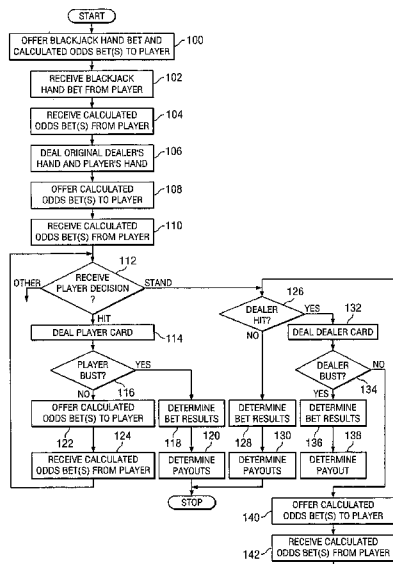 START
OFFER BLACKJACK HAND BET AND
CALCULATED ODDS BET(S) TO PLAYER
100
RECEIVE BLACKJACK
HAND BET FROM PLAYER
102
RECEIVE CALCULATED
ODDS BET(S) FROM PLAYER
104
DEAL ORIGINAL DEALER'S
HAND AND PLAYER'S HAND
106
OFFER CALCULATED
ODDS BET(S) TO PLAYER
108
RECEIVE CALCULATED
ODDS BET(S) FROM PLAYER
110
112
OTHER
RECEIVE
PLAYER DECISION
?
STAND
HIT
DEAL PLAYER CARD
114
PLAYER
BUST?
YES
116
NO
OFFER CALCULATED
ODDS BET(S) TO PLAYER
122
124
RECEIVE CALCULATED
ODDS BET(S) FROM PLAYER
DETERMINE
BET RESULTS
118
120
DETERMINE
PAYOUTS
126
DEALER
HIT?
YES
NO
132
DEAL DEALER CARD
DEALER
BUST?
NO
134
YES
DETERMINE
BET RESULTS
128
130
DETERMINE
PAYOUTS
DETERMINE
BET RESULTS
136
138
DETERMINE
PAYOUT
STOP
OFFER CALCULATED
ODDS BET(S) TO PLAYER
140
RECEIVE CALCULATED
ODDS BET(S) FROM PLAYER
142